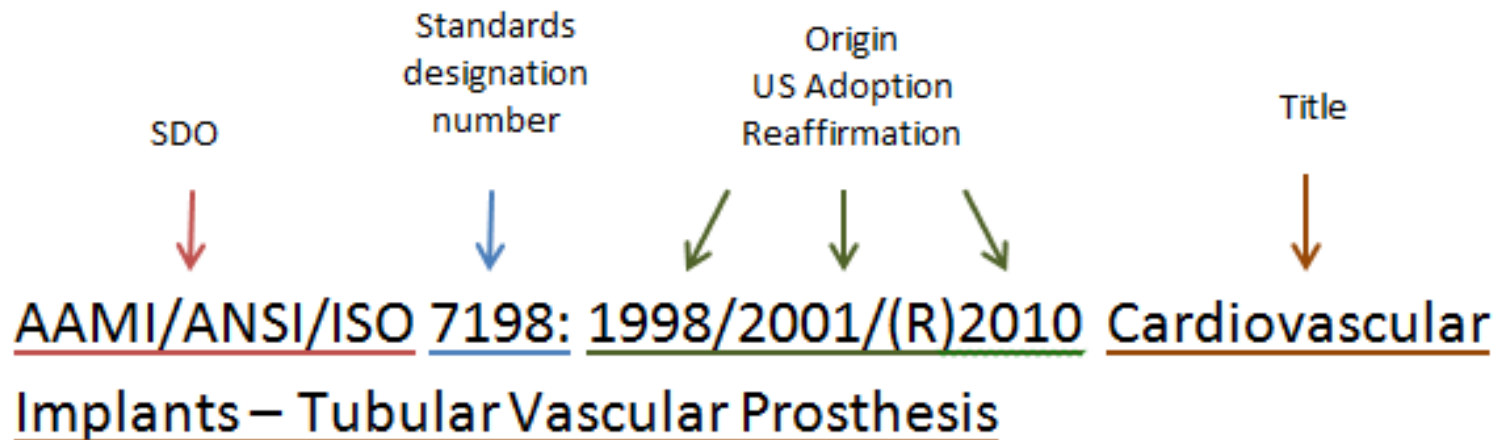 SDO
Standards
designation
number
Origin
US Adoption
Reaffirmation
Title
AAMI/ANSI/ISO 7198: 1998/2001/(R)2010 Cardiovascular
Implants – Tubular Vascular Prosthesis